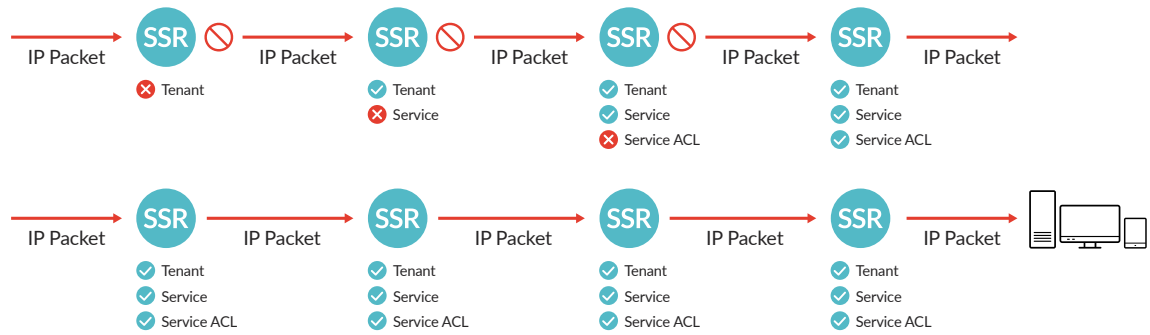 SSR SSR SSR SSR
IP Packet IP Packet IP Packet IP Packet IP Packet
Tenant Tenant Tenant Tenant
Service Service Service
Service ACL Service ACL
SSR SSR SSR SSR
IP Packet IP Packet IP Packet IP Packet IP Packet
Tenant Tenant Tenant Tenant
Service Service Service Service
Service ACL Service ACL Service ACL Service ACL